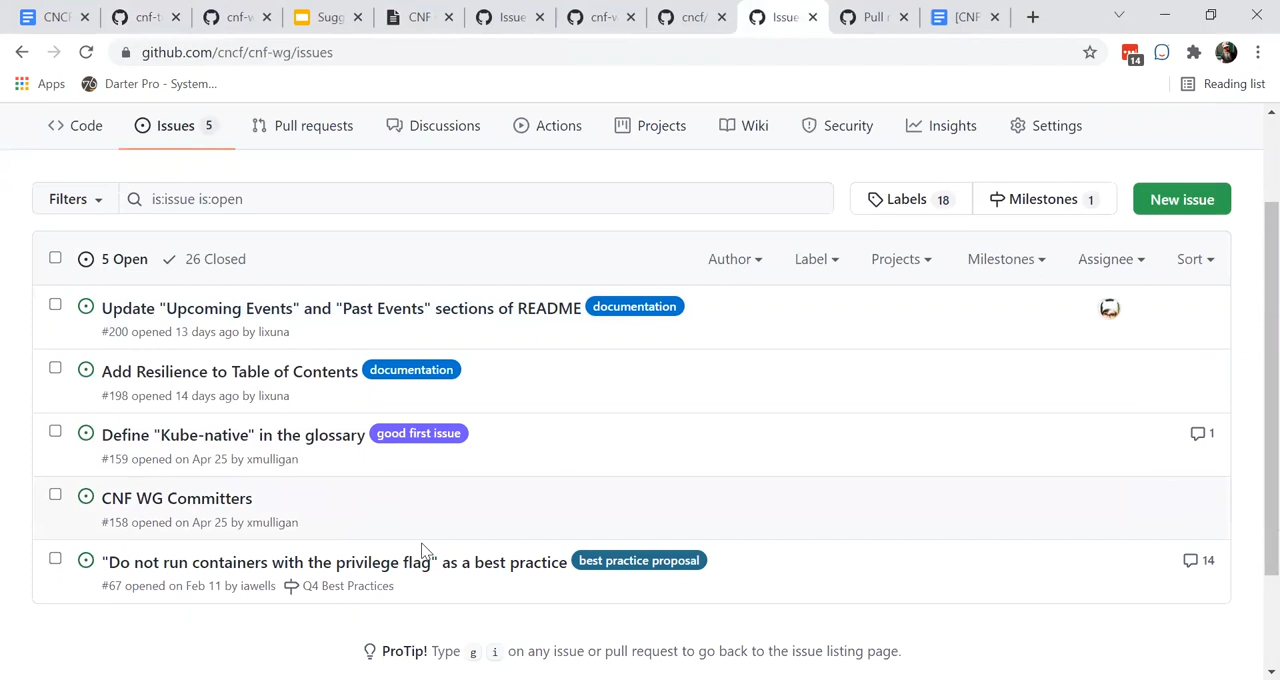 CNCF
cnf-t
cnf-v
Sugg
CNF
Issue
cnf-v
cncf/
Issue
Pull r
[CNF
github.com/cncf/cnf-wg/issues
14
Apps
76
Darter Pro - System...
Reading list
Code
Issues 5
Pull requests
Discussions
Actions
Projects
Wiki
Security
Insights
Settings
Filters
is:issue is:open
Labels 18
Milestones 1
New issue
5 Open
26 Closed
Author
Label
Projects
Milestones
Assignee
Sort
Update "Upcoming Events" and "Past Events" sections of README documentation
#200 opened 13 days ago by lixuna
Add Resilience to Table of Contents documentation
#198 opened 14 days ago by lixuna
Define "Kube-native" in the glossary good first issue
1
#159 opened on Apr 25 by xmulligan
CNF WG Committers
#158 opened on Apr 25 by xmulligan
"Do not run containers with the privilege flag" as a best practice best practice proposal
14
#67 opened on Feb 11 by iawells Q4 Best Practices
ProTip! Type g i on any issue or pull request to go back to the issue listing page.